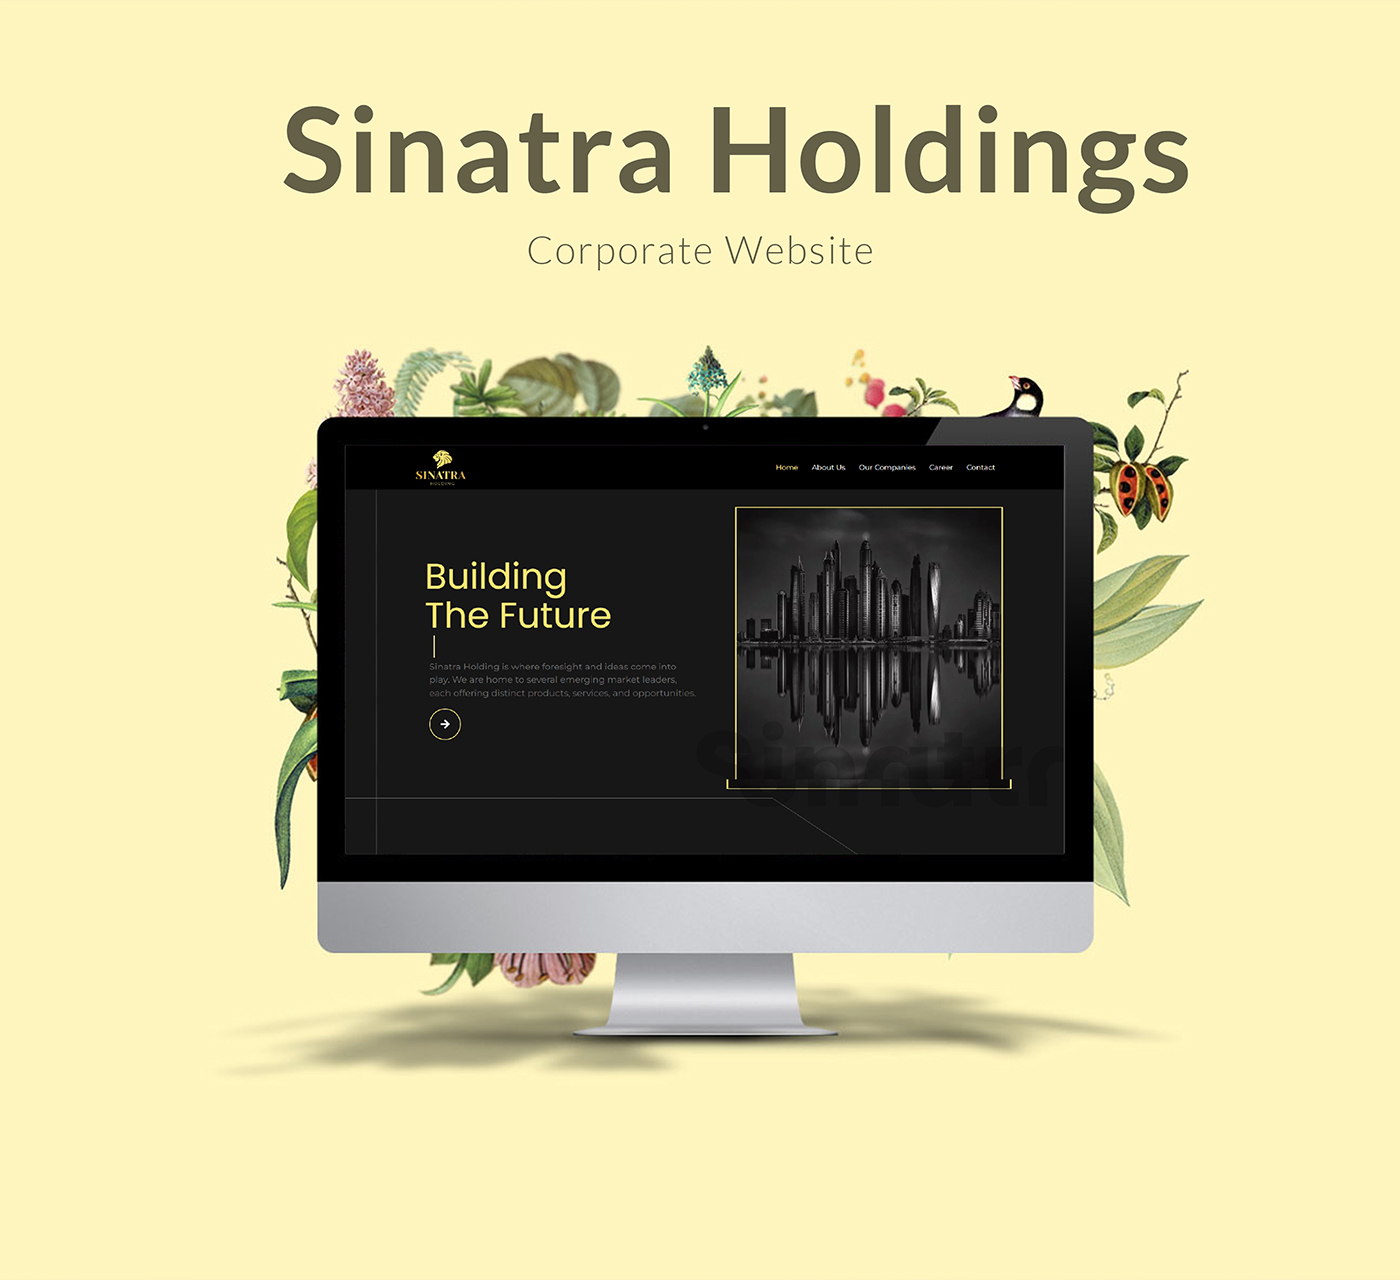 Sinatra Holdings
Corporate Website
SINATRA
HOLDING
Home About Us Our Companies Career Contact
Building
The Future
Sinatra Holding is where foresight and ideas come into
play. We are home to several emerging market leaders,
each offering distinct products, services, and opportunities.
Sinatra